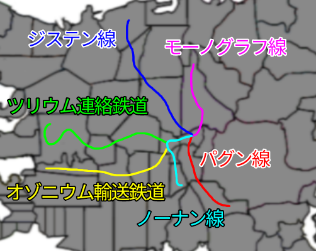 ジステン線
モーノグラフ線
ツリウム連絡鉄道
パグン線
オゾニウム輸送鉄道
ノーナン線